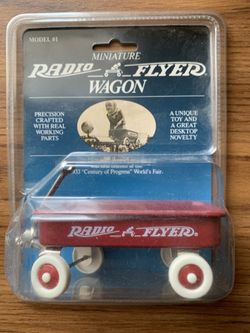 MODEL #1
MINIATURE
RADIO FLYER®
WAGON
PRECISION
CRAFTED
WITH REAL
WORKING
PARTS
A UNIQUE
TOY AND
A GREAT
DESKTOP
NOVELTY
"Century of Progress" World's Fair.
RADIO FLYER®